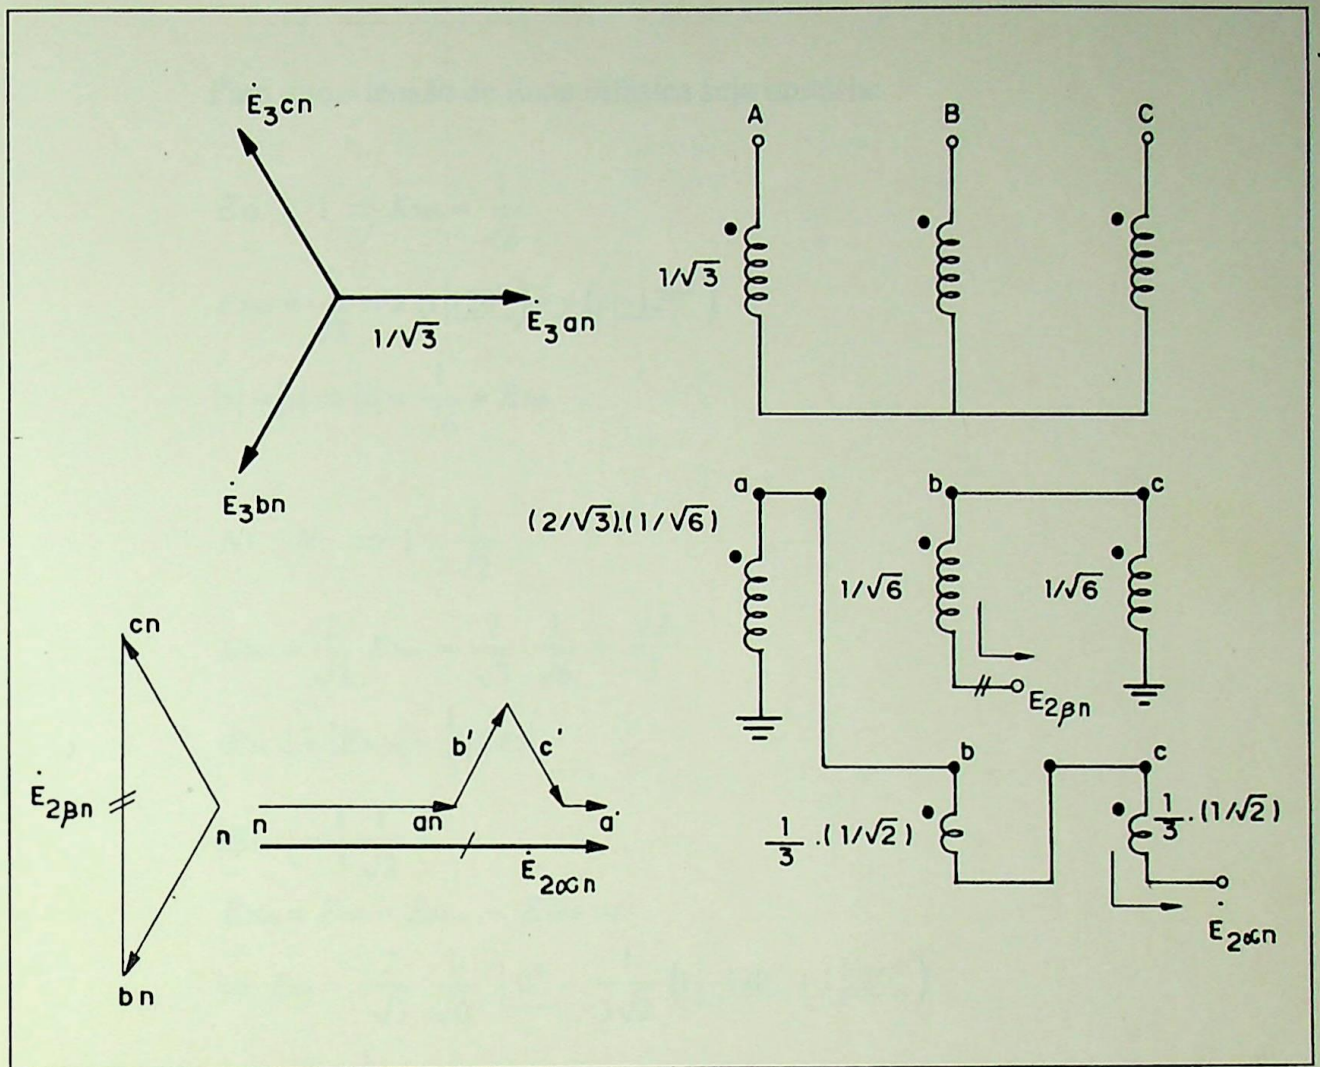 Ė₃cn
1/√3
Ė₃an
Ė₃bn
A B C
1/√3
a b c
(2/√3).(1/√6)
1/√6
1/√6
E₂βn
b c
1/3 .(1/√2)
1/3 .(1/√2)
Ė₂αn
cn
Ė₂βn
n
bn
n
an
b'
c'
a'
Ė₂αn